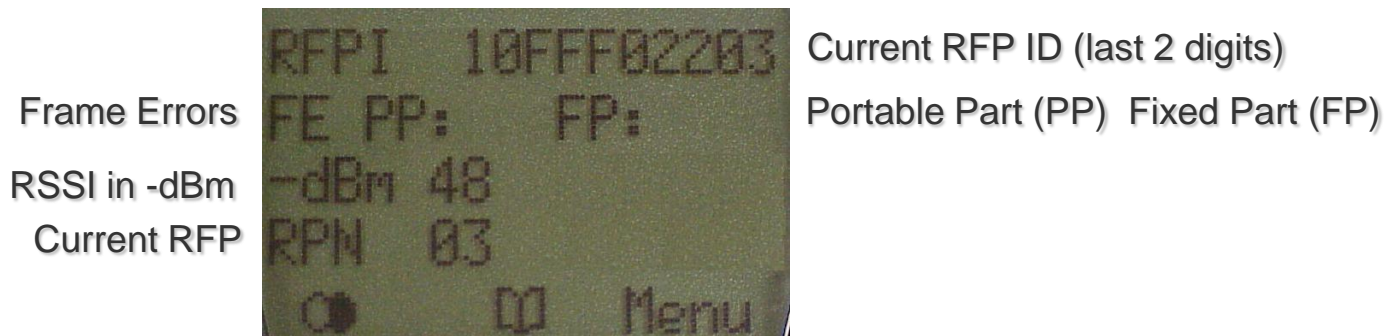 RFPI 10FFF02203 Current RFP ID (last 2 digits)
Frame Errors FE PP: FP: Portable Part (PP) Fixed Part (FP)
RSSI in -dBm -dBm 48
Current RFP RPN 03
Menu